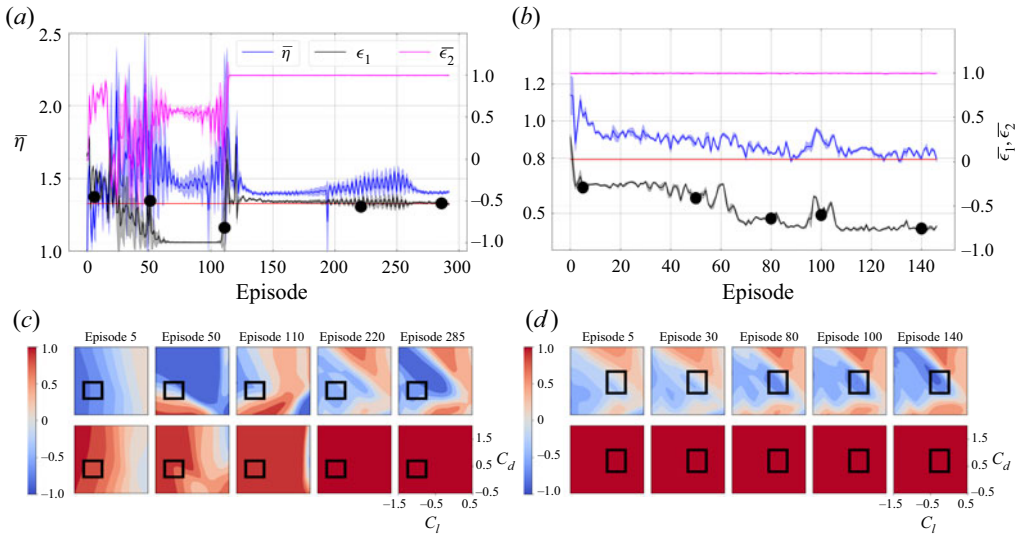 (a)
2.5
2.0
1.5
1.0
η̅
η̅
ϵ₁
ϵ₂̅
1.0
0.5
0
−0.5
−1.0
0
50
100
150
200
250
300
Episode
(b)
1.2
1.0
0.8
0.5
1.0
0.5
0
−0.5
−1.0
ϵ̅₁, ϵ̅₂
0
20
40
60
80
100
120
140
Episode
(c)
Episode 5
Episode 50
Episode 110
Episode 220
Episode 285
1.0
0.5
0
−0.5
−1.0
1.5
0.5
−0.5
C_d
−1.5
−0.5
0.5
C_l
(d)
Episode 5
Episode 30
Episode 80
Episode 100
Episode 140
1.0
0.5
0
−0.5
−1.0
1.5
0.5
−0.5
C_d
−1.5
−0.5
0.5
C_l